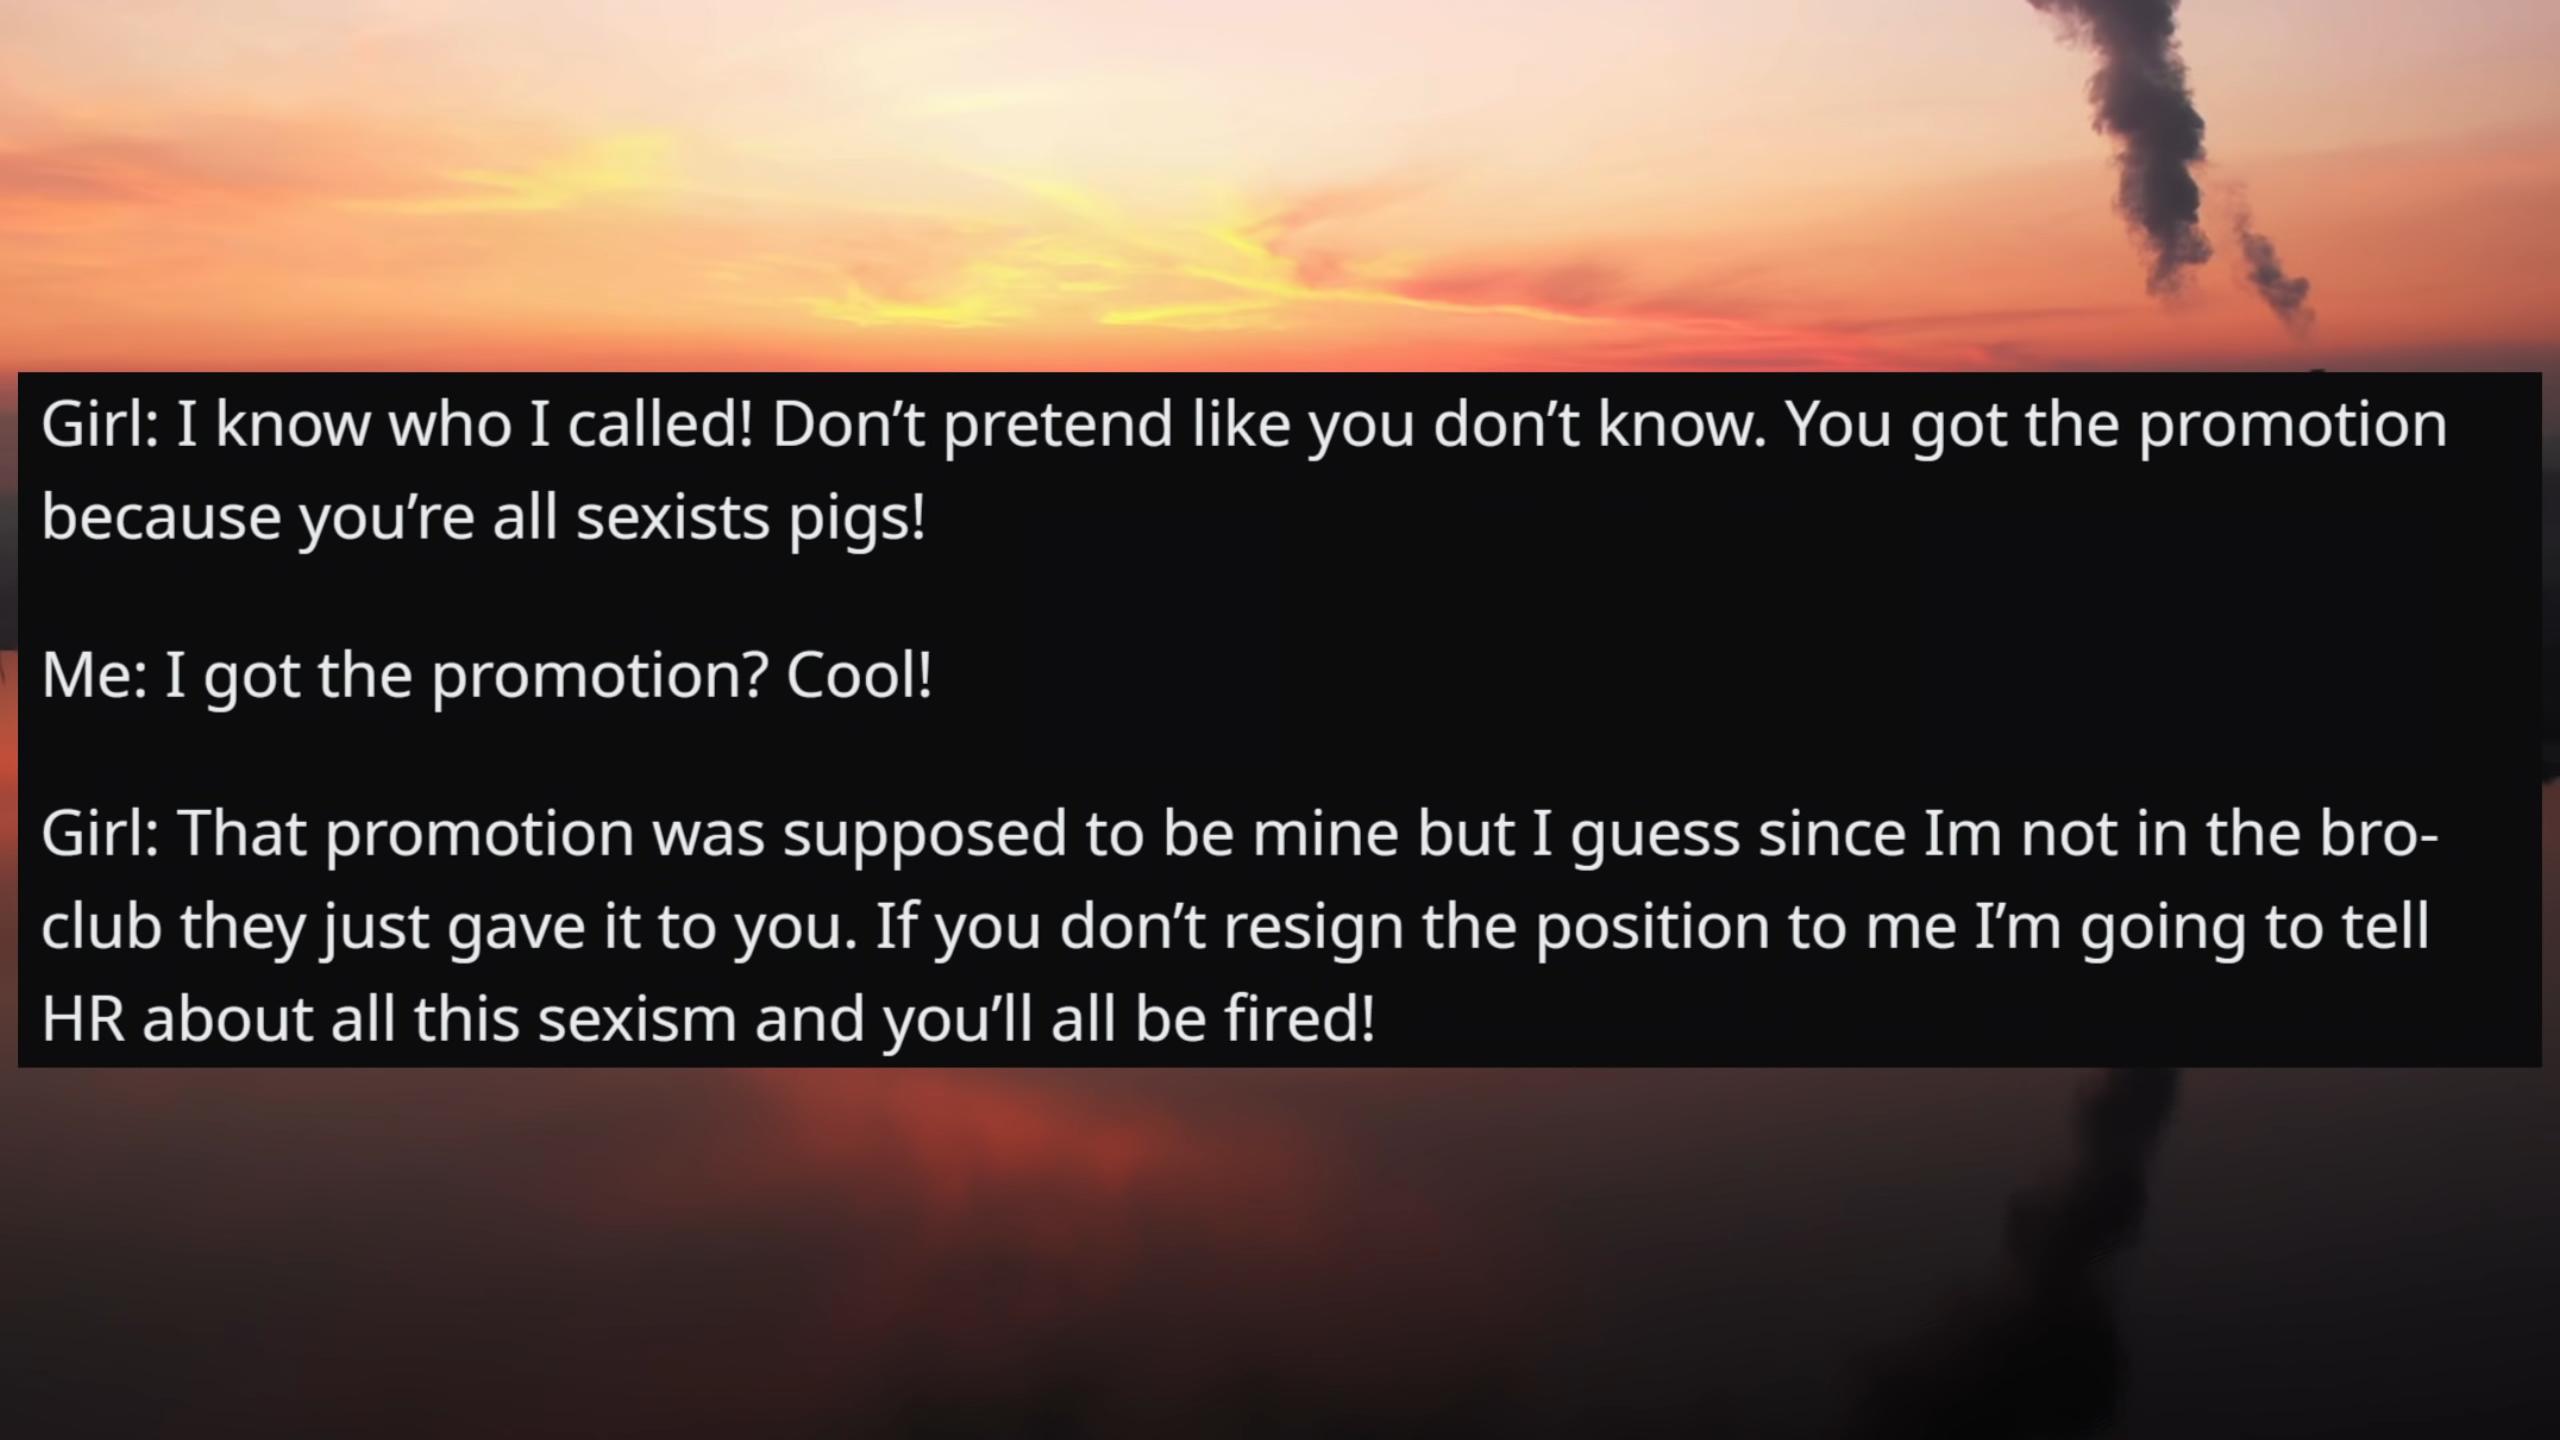 Girl: I know who I called! Don’t pretend like you don’t know. You got the promotion
because you’re all sexists pigs!
Me: I got the promotion? Cool!
Girl: That promotion was supposed to be mine but I guess since Im not in the bro-
club they just gave it to you. If you don’t resign the position to me I’m going to tell
HR about all this sexism and you’ll all be fired!